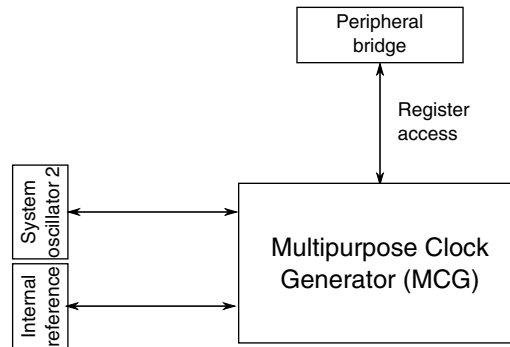 Peripheral
bridge
Register
access
System
oscillator 2
Multipurpose Clock
Generator (MCG)
Internal
reference